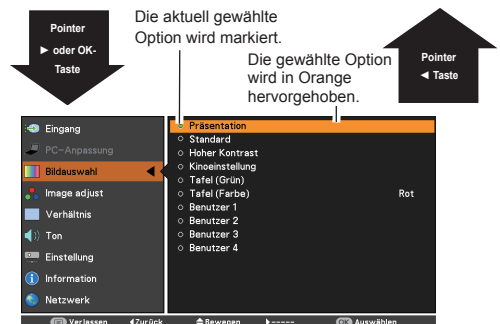 Pointer
► oder OK-
Taste
Die aktuell gewählte
Option wird markiert.
Die gewählte Option
wird in Orange
hervorgehoben.
Pointer
◄ Taste
Eingang
PC-Anpassung
Bildauswahl
Image adjust
Verhältnis
Ton
Einstellung
Information
Netzwerk
Präsentation
Standard
Hoher Kontrast
Kinoeinstellung
Tafel (Grün)
Tafel (Farbe) Rot
Benutzer 1
Benutzer 2
Benutzer 3
Benutzer 4
Verlassen Zurück Bewegen ----- OK Auswählen